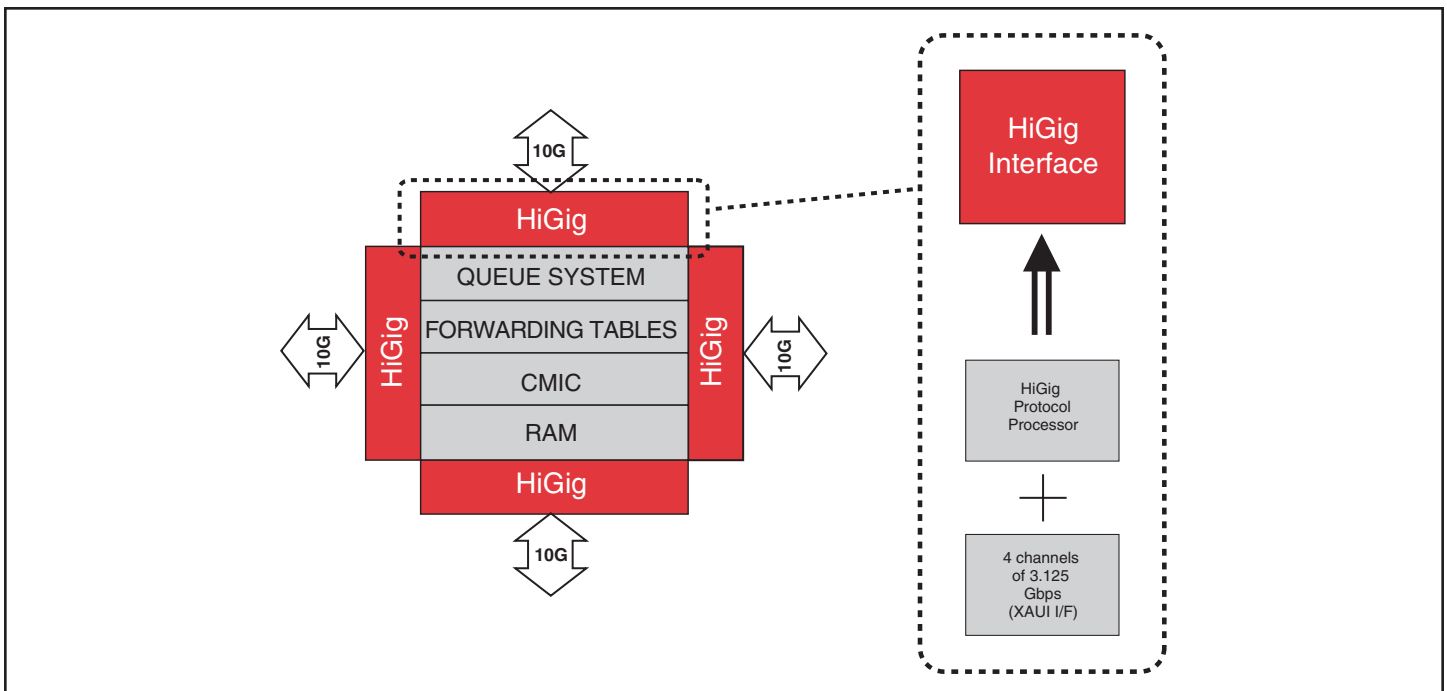 10G
HiGig
QUEUE SYSTEM
FORWARDING TABLES
CMIC
RAM
HiGig
10G
HiGig
10G
HiGig
10G
HiGig
Interface
HiGig
Protocol
Processor
4 channels
of 3.125
Gbps
(XAUI I/F)